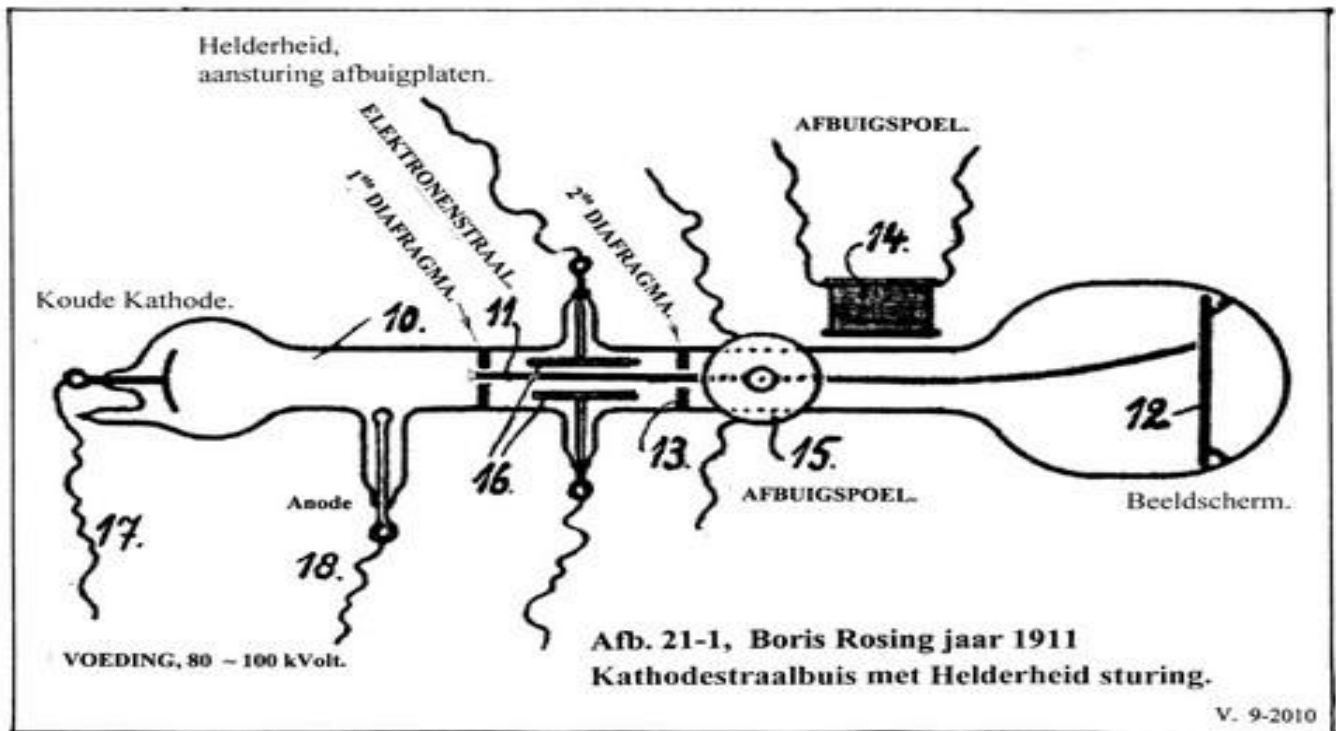 Helderheid,
aansturing afbuigplaten.
ELEKTRONENSTRAAL.
1ste DIAFRAGMA.
2de DIAFRAGMA.
AFBUIGSPOEL.
14.
Koude Kathode.
10.
11.
12.
13.
15.
16.
Anode
AFBUIGSPOEL.
Beeldscherm.
17.
18.
VOEDING, 80 ~ 100 kVolt.
Afb. 21-1, Boris Rosing jaar 1911
Kathodestraalbuis met Helderheid sturing.
V. 9-2010